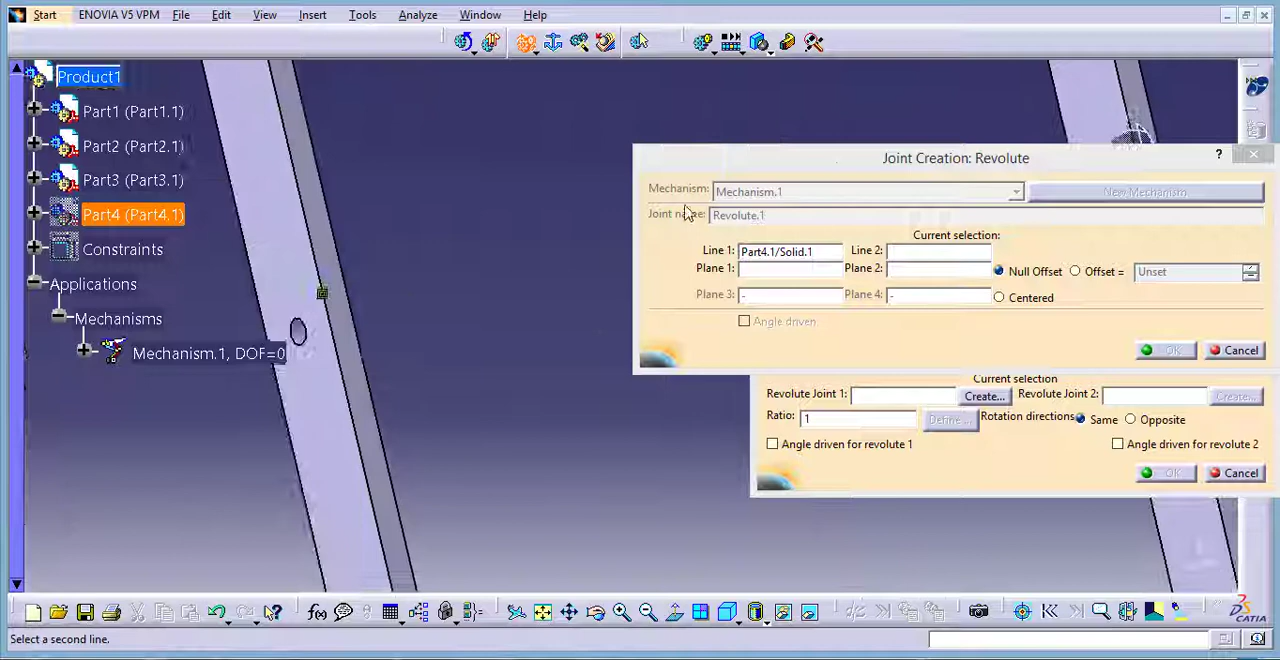 Start ENOVIA V5 VPM File Edit View Insert Tools Analyze Window Help
Product1
Part1 (Part1.1)
Part2 (Part2.1)
Part3 (Part3.1)
Part4 (Part4.1)
Constraints
Applications
Mechanisms
Mechanism.1, DOF=0
Joint Creation: Revolute
?
Mechanism: Mechanism.1 New Mechanism
Joint name: Revolute.1
Current selection:
Line 1: Part4.1/Solid.1 Line 2:
Plane 1: Plane 2: Null Offset Offset = Unset
Plane 3: - Plane 4: - Centered
Angle driven
OK Cancel
Current selection
Revolute Joint 1: Create... Revolute Joint 2: Create...
Ratio: 1 Define ... Rotation directions Same Opposite
Angle driven for revolute 1 Angle driven for revolute 2
OK Cancel
f(x)
CATIA
Select a second line.